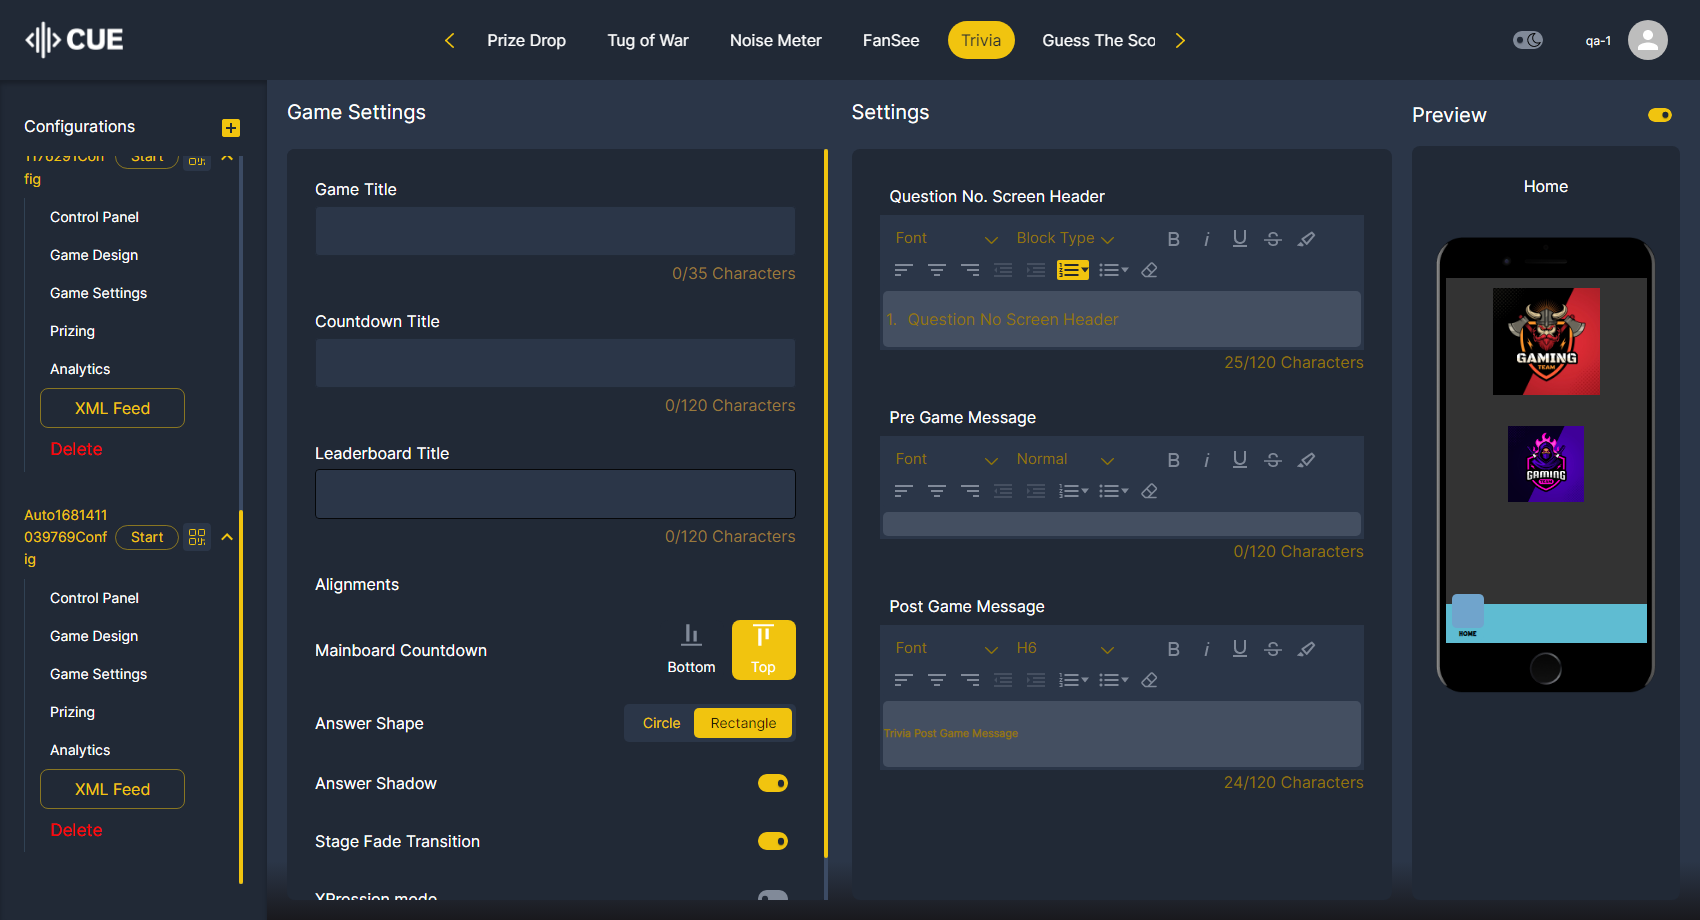 CUE
Prize Drop
Tug of War
Noise Meter
FanSee
Trivia
Guess The Sco
qa-1
Configurations
1176291Conf
fig
Start
Control Panel
Game Design
Game Settings
Prizing
Analytics
XML Feed
Delete
Auto1681411
039769Conf
ig
Start
Control Panel
Game Design
Game Settings
Prizing
Analytics
XML Feed
Delete
Game Settings
Game Title
0/35 Characters
Countdown Title
0/120 Characters
Leaderboard Title
0/120 Characters
Alignments
Mainboard Countdown
Bottom
Top
Answer Shape
Circle
Rectangle
Answer Shadow
Stage Fade Transition
XPression mode
Settings
Question No. Screen Header
Font
Block Type
B i U S
1. Question No Screen Header
25/120 Characters
Pre Game Message
Font
Normal
B i U S
0/120 Characters
Post Game Message
Font
H6
B i U S
Trivia Post Game Message
24/120 Characters
Preview
Home
GAMING
TEAM
GAMING
TEAM
HOME